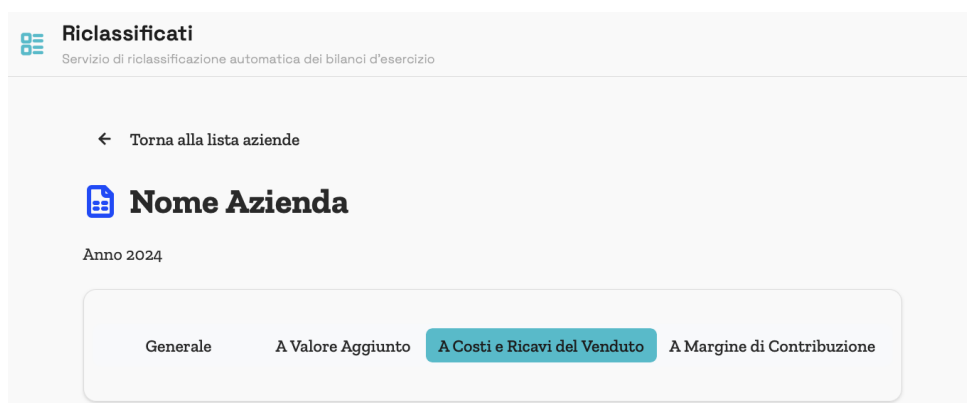 Riclassificati
Servizio di riclassificazione automatica dei bilanci d'esercizio
Torna alla lista aziende
Nome Azienda
Anno 2024
Generale A Valore Aggiunto A Costi e Ricavi del Venduto A Margine di Contribuzione